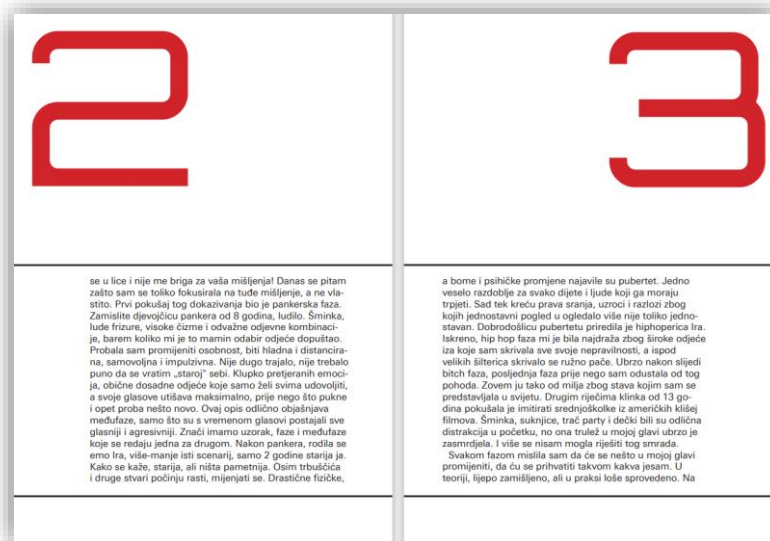 2
se u lice i nije me briga za vaša mišljenja! Danas se pitam
zašto sam se toliko fokusirala na tuđe mišljenje, a ne vla-
stito. Prvi pokušaj tog dokazivanja bio je pankerska faza.
Zamislite djevojčicu pankera od 8 godina, ludilo. Šminka,
lude frizure, visoke čizme i odvažne odjevne kombinaci-
je, barem koliko mi je to mamin odabir odjeće dopuštao.
Probala sam promijeniti osobnost, biti hladna i distancira-
na, samovoljna i impulzivna. Nije dugo trajalo, nije trebalo
puno da se vratim „staroj" sebi. Klupko pretjeranih emoci-
ja, obične dosadne odjeće koje samo želi svima udovoljiti,
a svoje glasove utišava maksimalno, prije nego što pukne
i opet proba nešto novo. Ovaj opis odlično objašnjava
međufaze, samo što su s vremenom glasovi postajali sve
glasniji i agresivniji. Znači imamo uzorak, faze i međufaze
koje se redaju jedna za drugom. Nakon pankera, rodila se
emo Ira, više-manje isti scenarij, samo 2 godine starija ja.
Kako se kaže, starija, ali ništa pametnija. Osim trbuščića
i druge stvari počinju rasti, mijenjati se. Drastične fizičke,
3
a bome i psihičke promjene najavile su pubertet. Jedno
veselo razdoblje za svako dijete i ljude koji ga moraju
trpjeti. Sad tek kreću prava sranja, uzroci i razlozi zbog
kojih jednostavni pogled u ogledalo više nije toliko jedno-
stavan. Dobrodošlicu pubertetu priredila je hiphoperica Ira.
Iskreno, hip hop faza mi je bila najdraža zbog široke odjeće
iza koje sam skrivala sve svoje nepravilnosti, a ispod
velikih šilterica skrivalo se ružno pače. Ubrzo nakon slijedi
bitch faza, posljednja faza prije nego sam odustala od tog
pohoda. Zovem ju tako od milja zbog stava kojim sam se
predstavljala u svijetu. Drugim riječima klinka od 13 go-
dina pokušala je imitirati srednjoškolke iz američkih klišej
filmova. Šminka, suknjice, trač party i dečki bili su odlična
distrakcija u početku, no ona trulež u mojoj glavi ubrzo je
zasmrdjela. I više se nisam mogla riješiti tog smrada.
Svakom fazom mislila sam da će se nešto u mojoj glavi
promijeniti, da ću se prihvatiti takvom kakva jesam. U
teoriji, lijepo zamišljeno, ali u praksi loše sprovedeno. Na